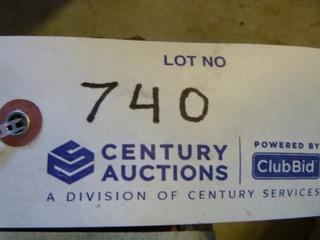 LOT NO
740
CENTURY AUCTIONS
POWERED BY
ClubBid
A DIVISION OF CENTURY SERVICES